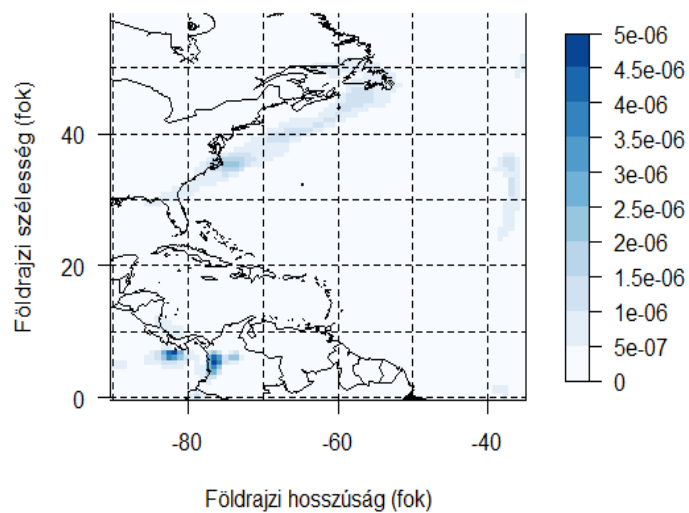 5e-06
4.5e-06
4e-06
3.5e-06
3e-06
2.5e-06
2e-06
1.5e-06
1e-06
5e-07
0
Földrajzi szélesség (fok)
40
20
0
-80
-60
-40
Földrajzi hosszúság (fok)